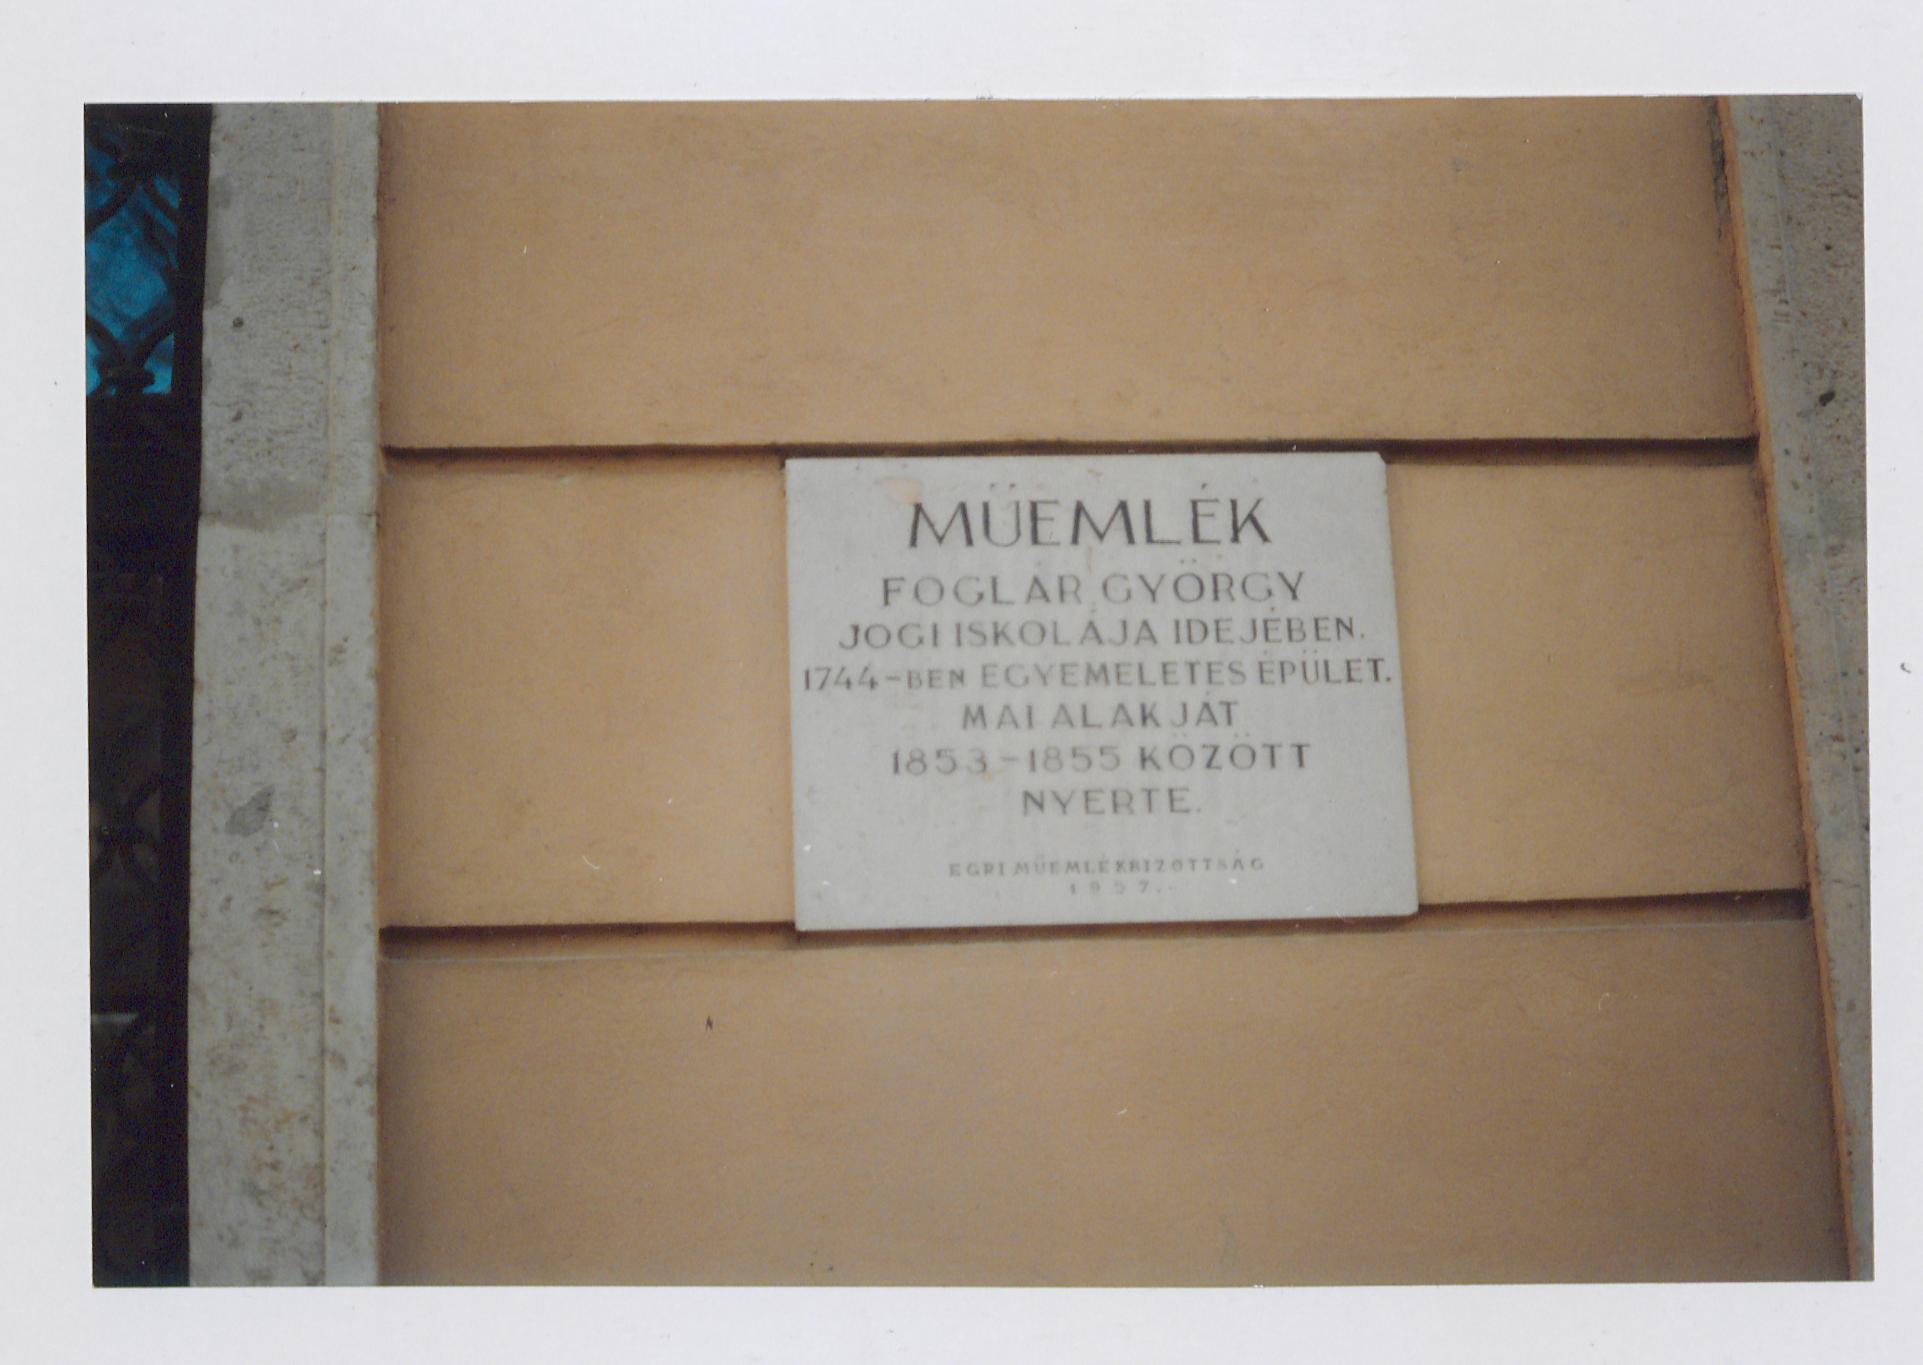 MŰEMLÉK
FOGLÁR GYÖRGY
JOGI ISKOLÁJA IDEJÉBEN.
1744-BEN EGYEMELETES ÉPÜLET.
MAI ALAKJÁT
1853-1855 KÖZÖTT
NYERTE.
EGRI MŰEMLÉKBIZOTTSÁG
1957.